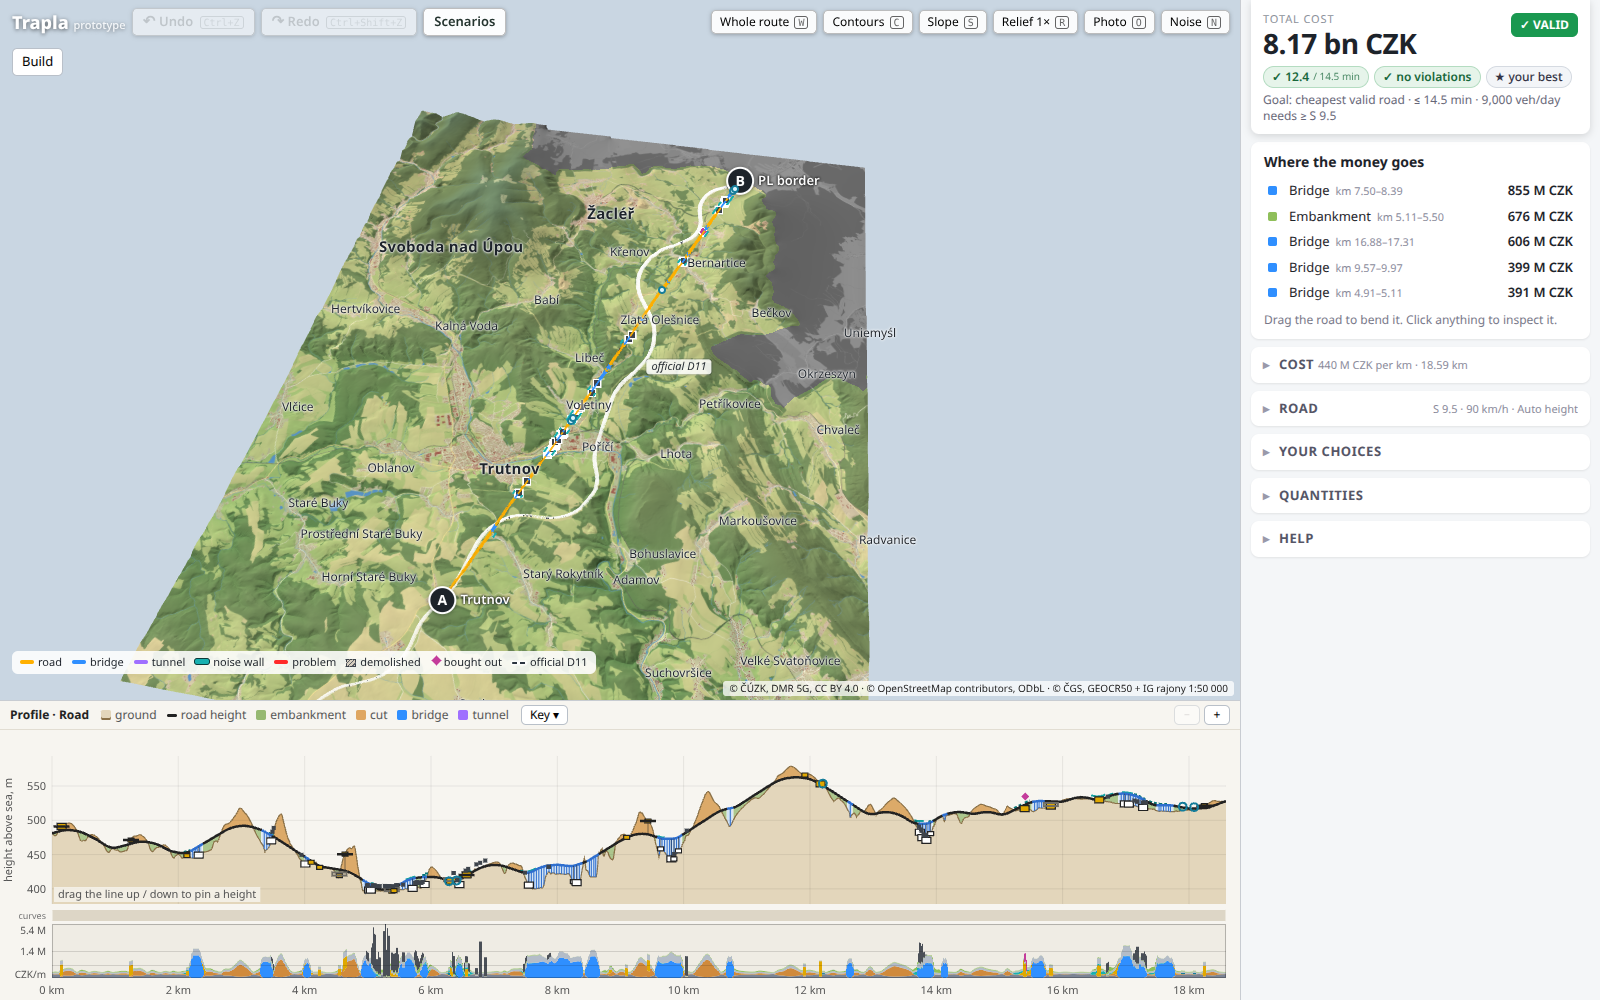 Trapla prototype
↶ Undo Ctrl+Z
↷ Redo Ctrl+Shift+Z
Scenarios
Whole route W
Contours C
Slope S
Relief 1× R
Photo O
Noise N
Build
B PL border
Žacléř
Svoboda nad Úpou
Křenov
Bernartice
Babí
Hertvíkovice
Zlatá Olešnice
Bečkov
Kalná Voda
Uniemyśl
Libeč
official D11
Okrzeszyn
Vlčice
Voletiny
Petříkovice
Chvaleč
Poříčí
Lhota
Oblanov
Trutnov
Staré Buky
Markoušovice
Prostřední Staré Buky
Radvanice
Bohuslavice
Horní Staré Buky
Starý Rokytník
Adamov
A Trutnov
Velké Svatoňovice
Suchovršice
road
bridge
tunnel
noise wall
problem
demolished
bought out
official D11
© ČÚZK, DMR 5G, CC BY 4.0 · © OpenStreetMap contributors, ODbL · © ČGS, GEOCR50 + IG rajony 1:50 000
TOTAL COST
8.17 bn CZK
✓ VALID
✓ 12.4 / 14.5 min
✓ no violations
★ your best
Goal: cheapest valid road · ≤ 14.5 min · 9,000 veh/day
needs ≥ S 9.5
Where the money goes
Bridge km 7.50–8.39 855 M CZK
Embankment km 5.11–5.50 676 M CZK
Bridge km 16.88–17.31 606 M CZK
Bridge km 9.57–9.97 399 M CZK
Bridge km 4.91–5.11 391 M CZK
Drag the road to bend it. Click anything to inspect it.
▸ COST 440 M CZK per km · 18.59 km
▸ ROAD S 9.5 · 90 km/h · Auto height
▸ YOUR CHOICES
▸ QUANTITIES
▸ HELP
Profile · Road
ground
road height
embankment
cut
bridge
tunnel
Key ▾
−
+
height above sea, m
550
500
450
400
drag the line up / down to pin a height
curves
5.4 M
1.4 M
CZK/m
0 km
2 km
4 km
6 km
8 km
10 km
12 km
14 km
16 km
18 km